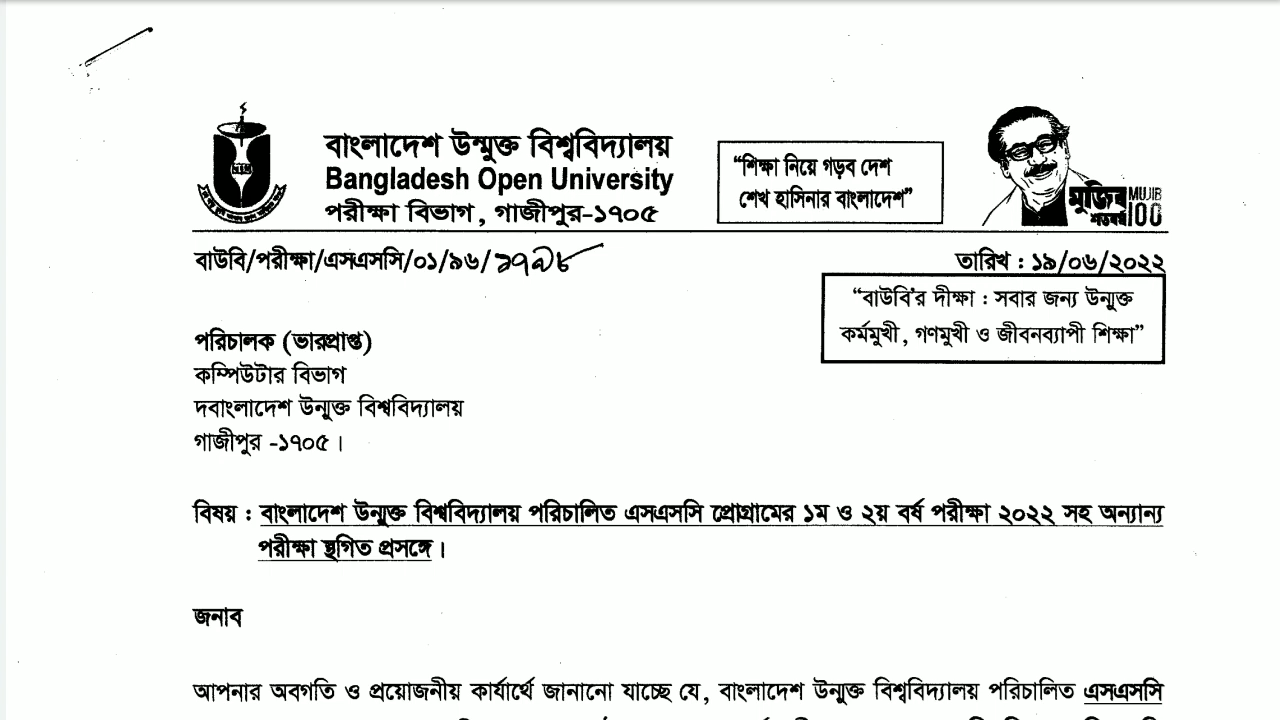 বাংলাদেশ উন্মুক্ত বিশ্ববিদ্যালয়
Bangladesh Open University
পরীক্ষা বিভাগ, গাজীপুর-১৭০৫
“শিক্ষা নিয়ে গড়ব দেশ
শেখ হাসিনার বাংলাদেশ”
মুজিব
শতবর্ষ
MUJIB
100
বাউবি/পরীক্ষা/এসএসসি/০১/৯৬/১৭৯৮
তারিখ : ১৯/০৬/২০২২
“বাউবি’র দীক্ষা : সবার জন্য উন্মুক্ত
কর্মমুখী, গণমুখী ও জীবনব্যাপী শিক্ষা”
পরিচালক (ভারপ্রাপ্ত)
কম্পিউটার বিভাগ
দবাংলাদেশ উন্মুক্ত বিশ্ববিদ্যালয়
গাজীপুর -১৭০৫।
বিষয় : বাংলাদেশ উন্মুক্ত বিশ্ববিদ্যালয় পরিচালিত এসএসসি প্রোগ্রামের ১ম ও ২য় বর্ষ পরীক্ষা ২০২২ সহ অন্যান্য
পরীক্ষা স্থগিত প্রসঙ্গে।
জনাব
আপনার অবগতি ও প্রয়োজনীয় কার্যার্থে জানানো যাচ্ছে যে, বাংলাদেশ উন্মুক্ত বিশ্ববিদ্যালয় পরিচালিত এসএসসি